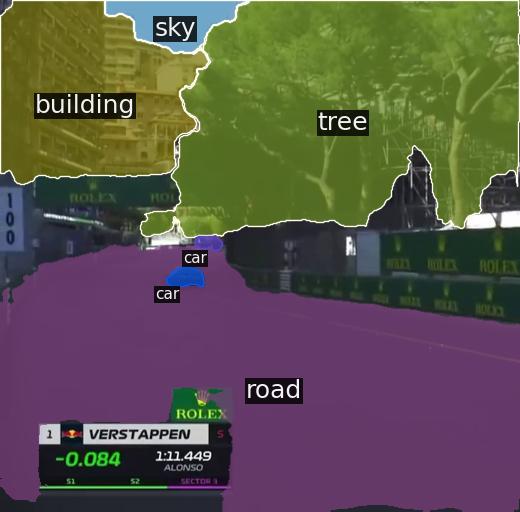 sky
building
tree
100
ROLEX
ROL
ROLEX
ROLEX
car
car
road
ROLEX
1 VERSTAPPEN S
-0.084
1:11.449
ALONSO
S1 S2 SECTOR 3